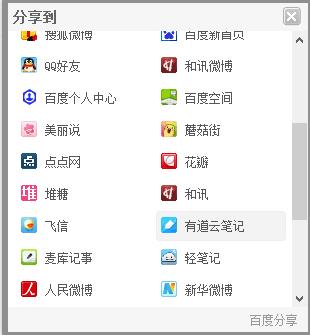 分享到
搜狐微博 百度新首页
QQ好友 和讯微博
百度个人中心 百度空间
美丽说 蘑菇街
点点网 花瓣
堆糖 和讯
飞信 有道云笔记
麦库记事 轻笔记
人民微博 新华微博
百度分享